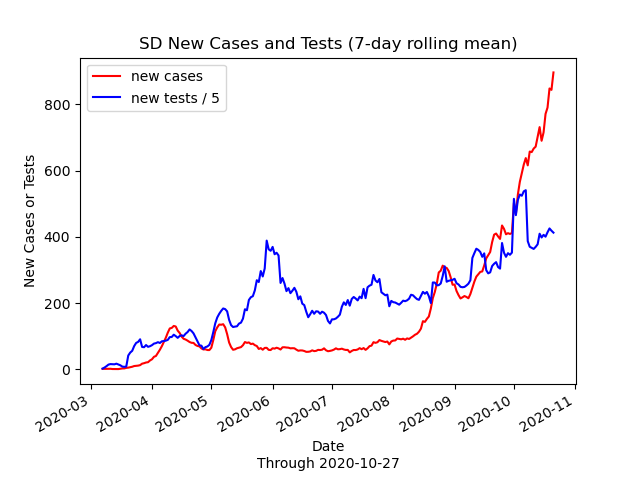 SD New Cases and Tests (7-day rolling mean)
new cases
new tests / 5
New Cases or Tests
800
600
400
200
0
2020-03
2020-04
2020-05
2020-06
2020-07
2020-08
2020-09
2020-10
2020-11
Date
Through 2020-10-27